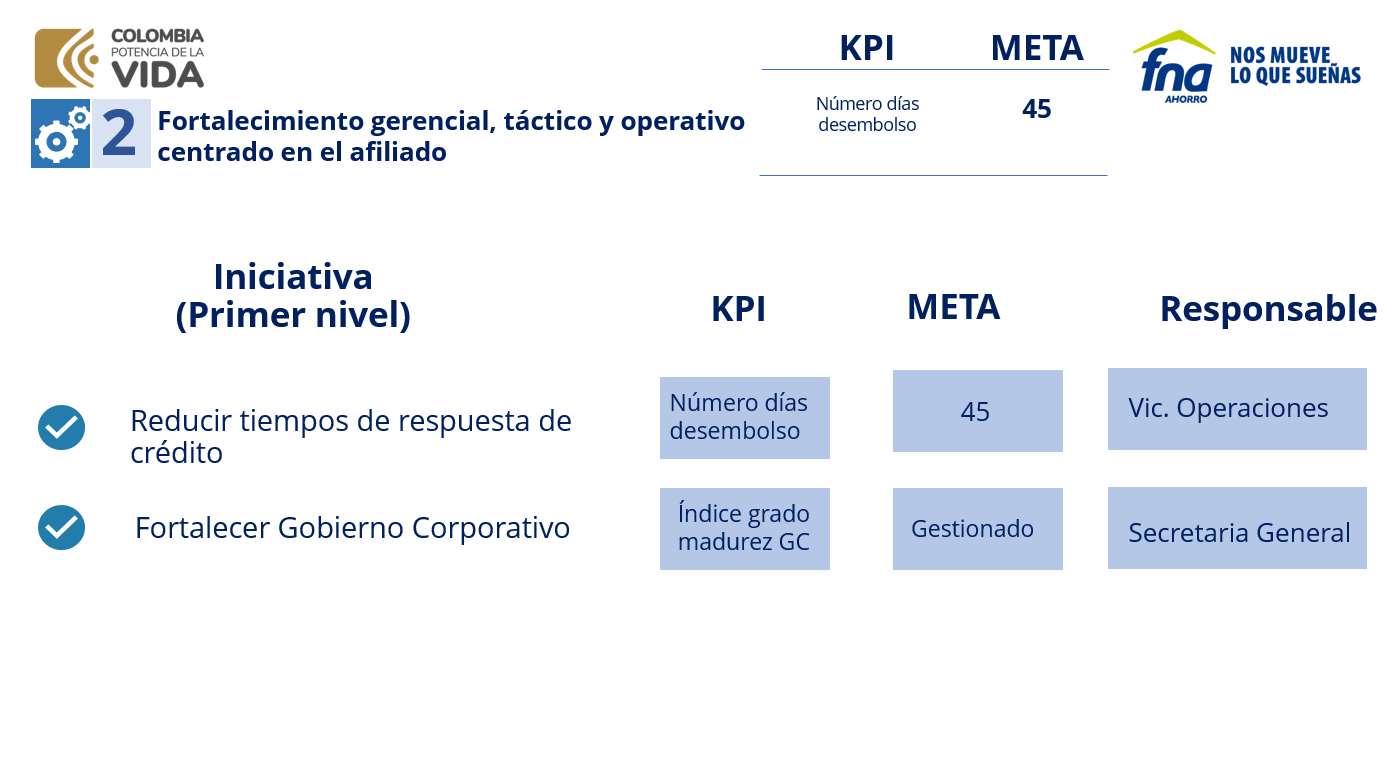 COLOMBIA
POTENCIA DE LA
VIDA
KPI META
fna
AHORRO
NOS MUEVE
LO QUE SUEÑAS
2
Fortalecimiento gerencial, táctico y operativo
centrado en el afiliado
Número días
desembolso
45
Iniciativa
(Primer nivel)
KPI
META
Responsable
Reducir tiempos de respuesta de
crédito
Número días
desembolso
45
Vic. Operaciones
Fortalecer Gobierno Corporativo
Índice grado
madurez GC
Gestionado
Secretaria General